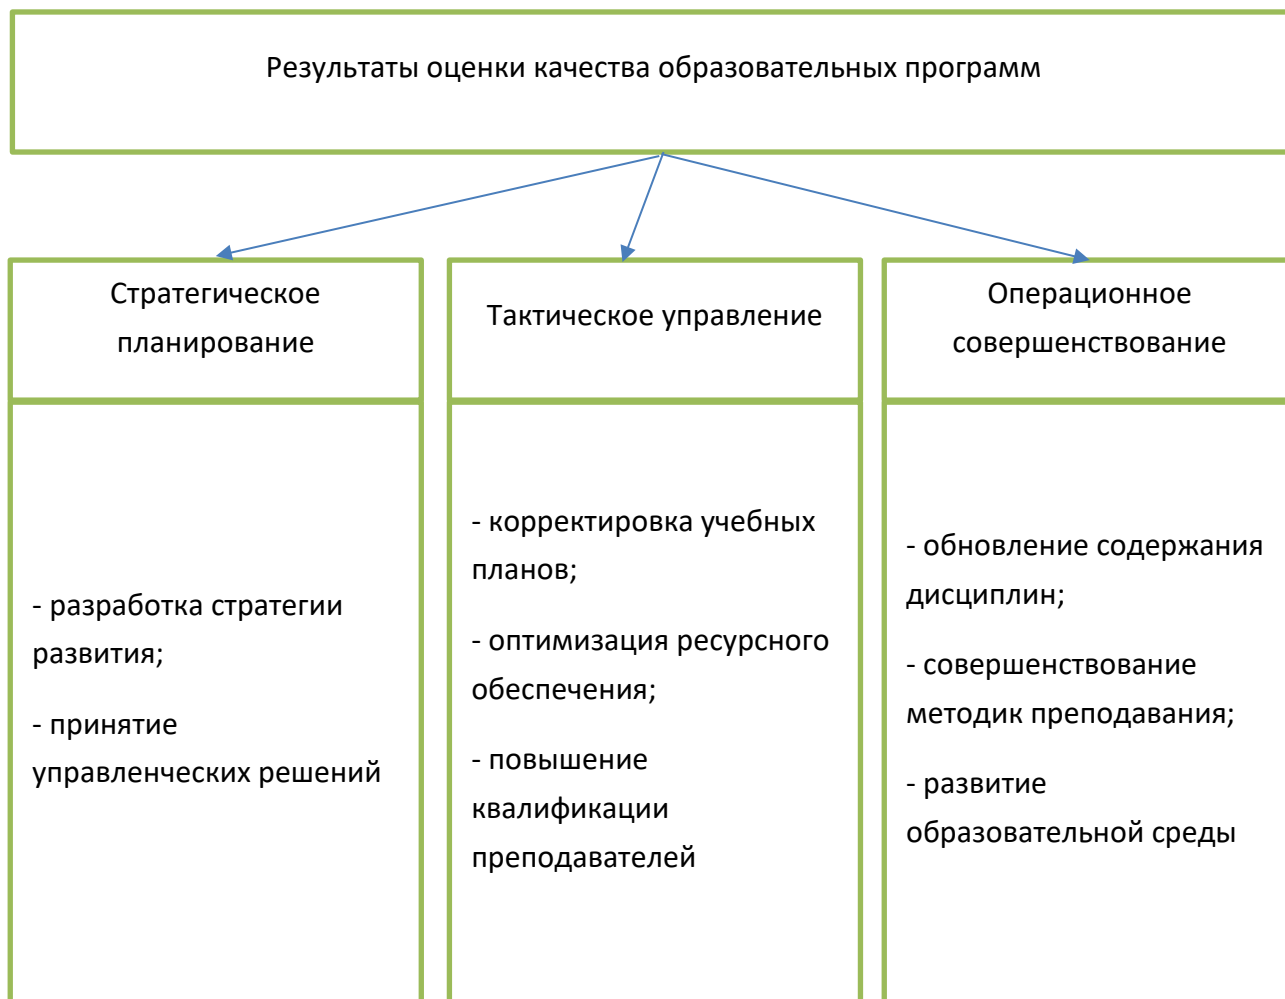 Результаты оценки качества образовательных программ
Стратегическое
планирование
- разработка стратегии
развития;
- принятие
управленческих решений
Тактическое управление
- корректировка учебных
планов;
- оптимизация ресурсного
обеспечения;
- повышение
квалификации
преподавателей
Операционное
совершенствование
- обновление содержания
дисциплин;
- совершенствование
методик преподавания;
- развитие
образовательной среды